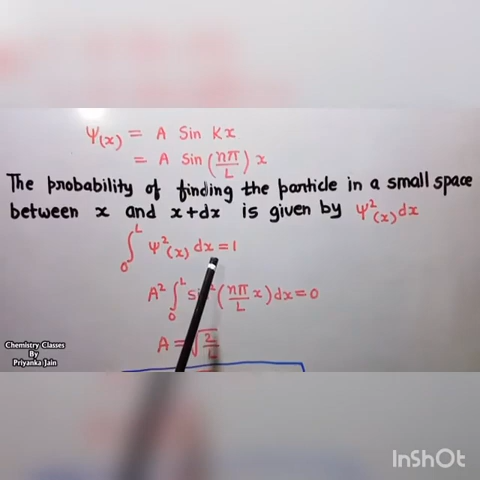 Ψ(x) = A Sin Kx
= A Sin (nπ/L) x
The probability of finding the particle in a small space
between x and x+dx is given by Ψ²(x) dx
∫₀ᴸ Ψ²(x) dx = 1
A² ∫₀ᴸ sin² (nπ/L x) dx = 0
A = √2/L
Chemistry Classes
By
Priyanka Jain
InShOt